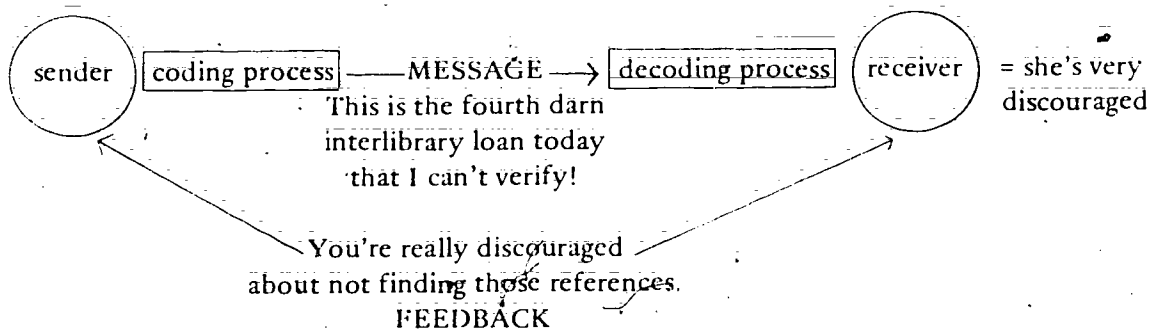 sender coding process MESSAGE decoding process receiver = she's very
discouraged
This is the fourth darn
interlibrary loan today
that I can't verify!
You're really discouraged
about not finding those references.
FEEDBACK